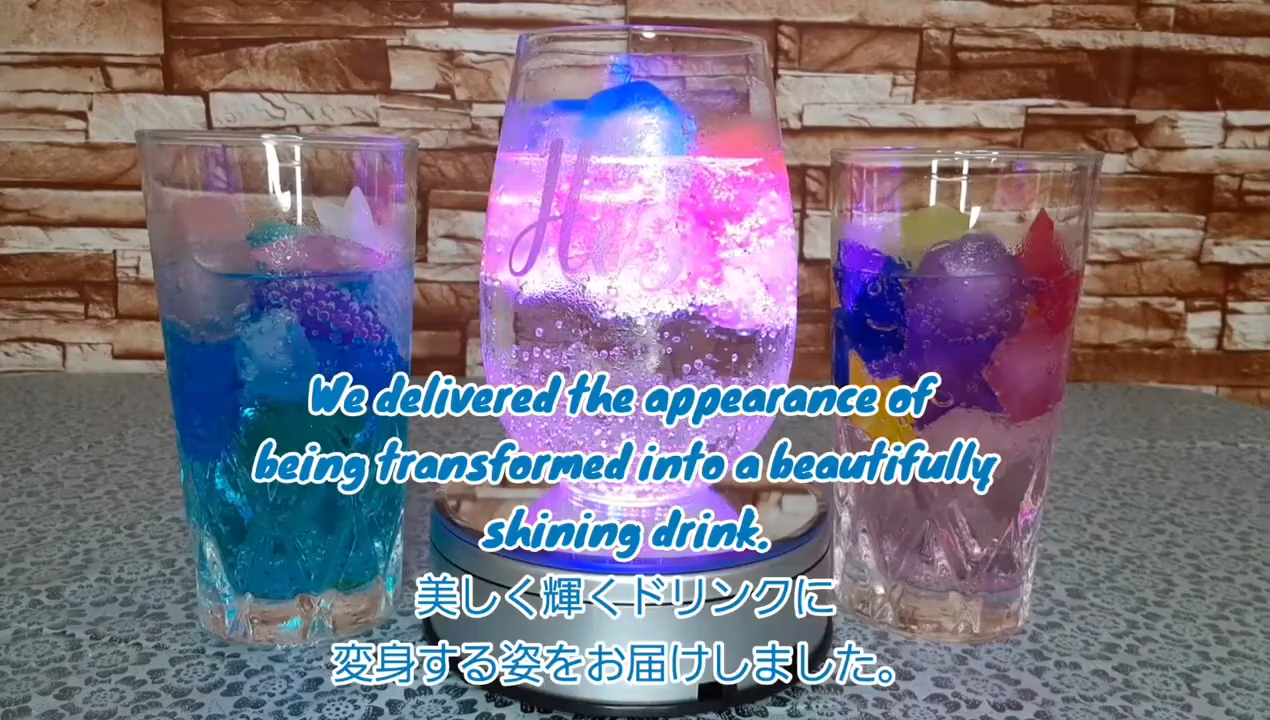 We delivered the appearance of
being transformed into a beautifully
shining drink.
美しく輝くドリンクに
変身する姿をお届けしました。